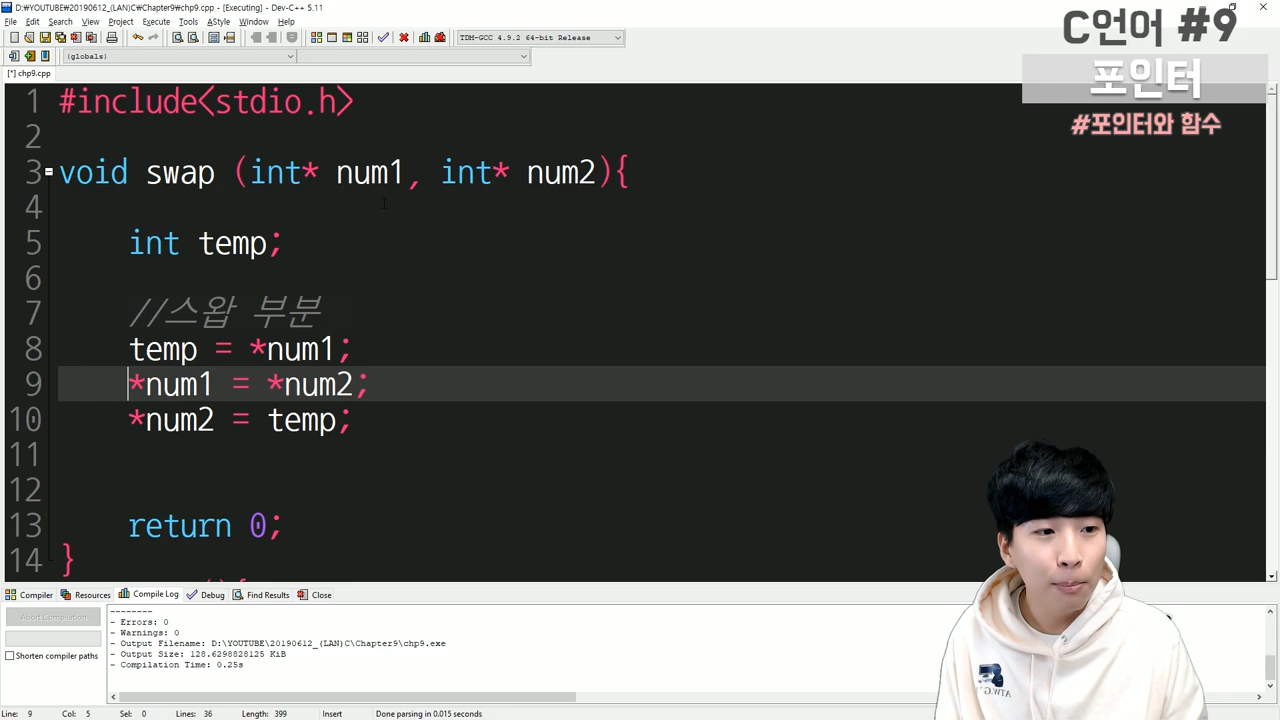 D:₩YOUTUBE₩20190612_(LAN)C₩Chapter9₩chp9.cpp - [Executing] - Dev-C++ 5.11
File Edit Search View Project Execute Tools AStyle Window Help
TDM-GCC 4.9.2 64-bit Release
(globals)
[*] chp9.cpp
C언어 #9
포인터
#포인터와 함수
1 #include<stdio.h>
2
3 void swap (int* num1, int* num2){
4
5 int temp;
6
7 //스왑 부분
8 temp = *num1;
9 *num1 = *num2;
10 *num2 = temp;
11
12
13 return 0;
14 }
Compiler Resources Compile Log Debug Find Results Close
Abort Compilation
Shorten compiler paths
--------
- Errors: 0
- Warnings: 0
- Output Filename: D:\YOUTUBE\20190612_(LAN)C\Chapter9\chp9.exe
- Output Size: 128.6298828125 KiB
- Compilation Time: 0.25s
Line: 9 Col: 5 Sel: 0 Lines: 36 Length: 399 Insert Done parsing in 0.015 seconds